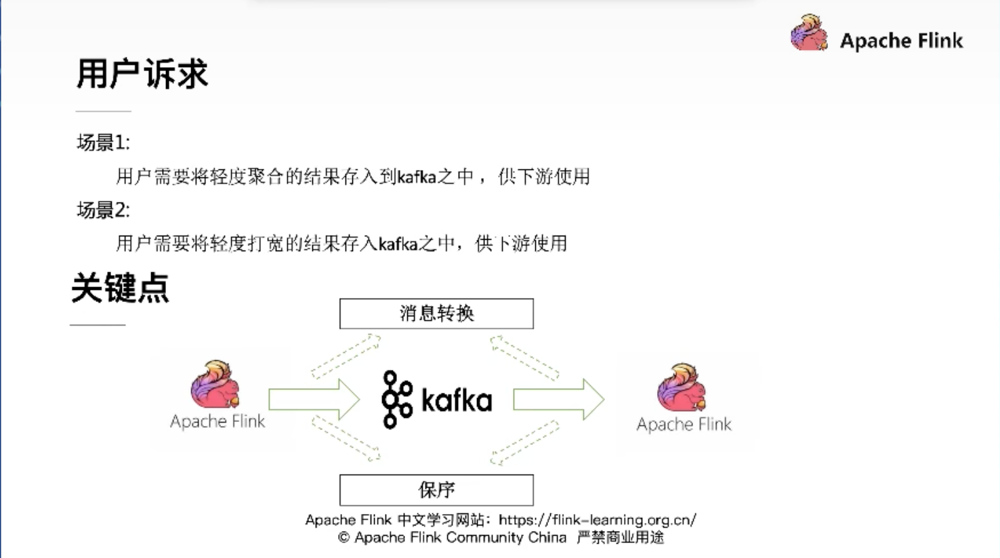 Apache Flink
用户诉求
场景1:
用户需要将轻度聚合的结果存入到kafka之中，供下游使用
场景2:
用户需要将轻度打宽的结果存入kafka之中，供下游使用
关键点
消息转换
Apache Flink
kafka
Apache Flink
保序
Apache Flink 中文学习网站：https://flink-learning.org.cn/
© Apache Flink Community China 严禁商业用途